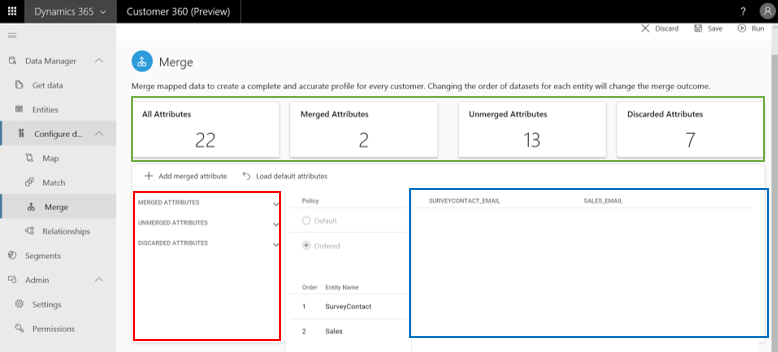 Dynamics 365 Customer 360 (Preview) ?
Discard Save Run
Data Manager
Get data
Entities
Configure d...
Map
Match
Merge
Relationships
Segments
Admin
Settings
Permissions
Merge
Merge mapped data to create a complete and accurate profile for every customer. Changing the order of datasets for each entity will change the merge outcome.
All Attributes Merged Attributes Unmerged Attributes Discarded Attributes
22 2 13 7
Add merged attribute Load default attributes
MERGED ATTRIBUTES
UNMERGED ATTRIBUTES
DISCARDED ATTRIBUTES
Policy
Default
Ordered
Order Entity Name
1 SurveyContact
2 Sales
SURVEYCONTACT_EMAIL SALES_EMAIL